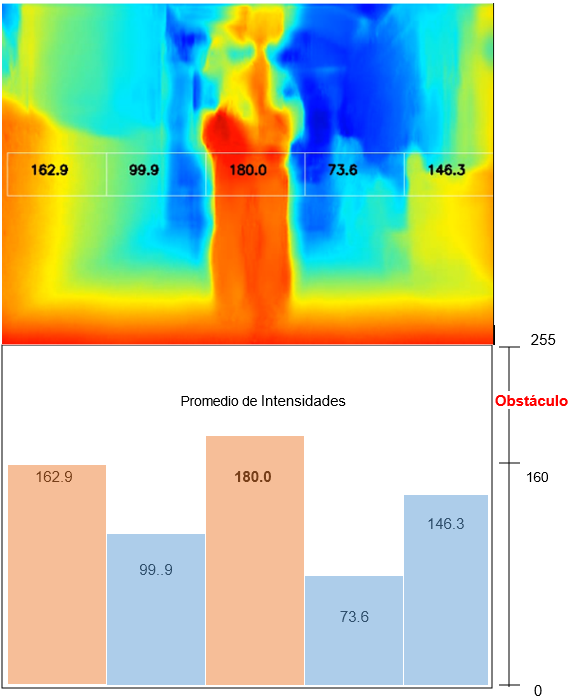 162.9 99.9 180.0 73.6 146.3
255
Promedio de Intensidades
Obstáculo
162.9
180.0
160
146.3
99..9
73.6
0